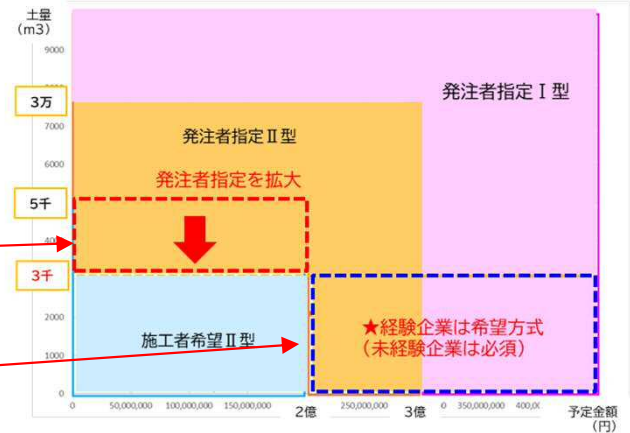 土量
（m3）
9000
3万
7000
6000
5千
3千
2000
1000
0
発注者指定Ⅰ型
発注者指定Ⅱ型
発注者指定を拡大
施工者希望Ⅱ型
★経験企業は希望方式
（未経験企業は必須）
0 50,000,000 100,000,000 150,000,000 2億 250,000,000 3億 0 350,000,000 400,0
予定金額
（円）